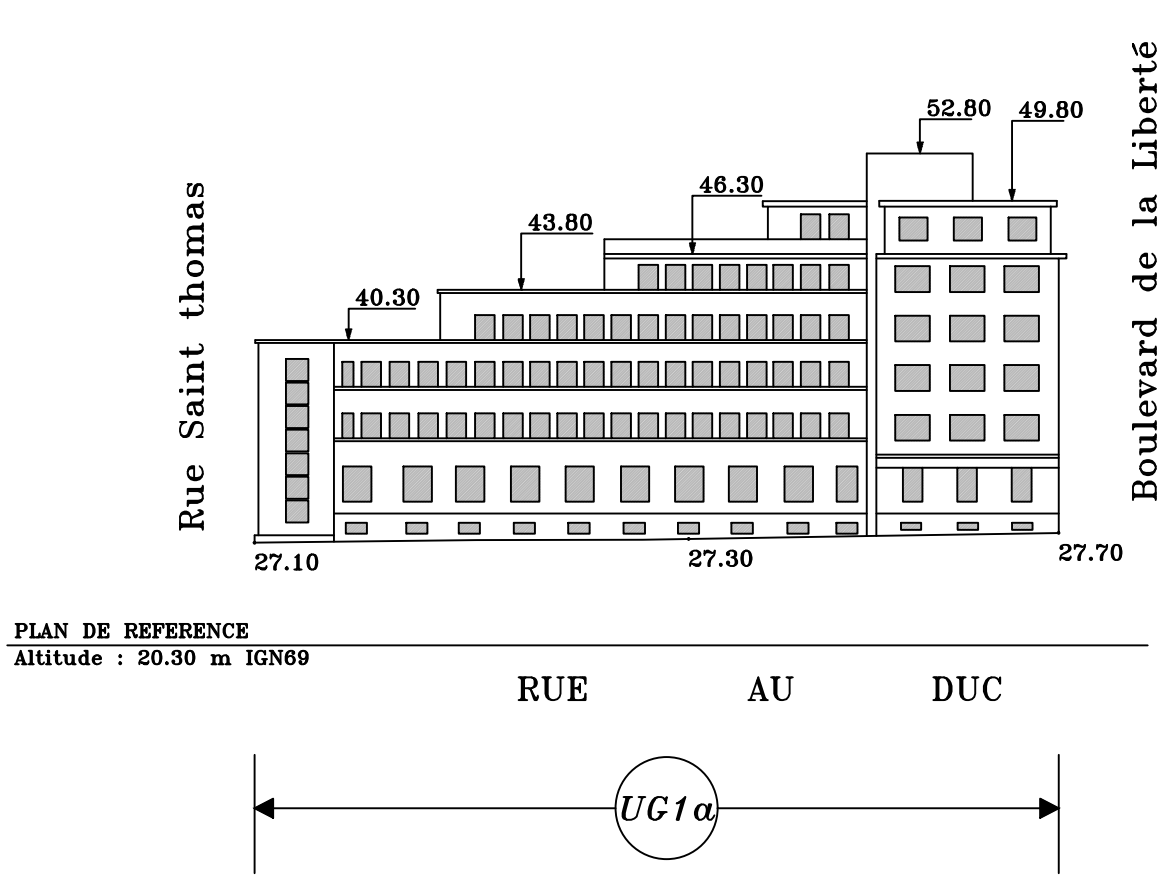 52.80
49.80
46.30
43.80
40.30
Rue Saint thomas
Boulevard de la Liberté
27.10
27.30
27.70
PLAN DE REFERENCE
Altitude : 20.30 m IGN69
RUE AU DUC
UG1a